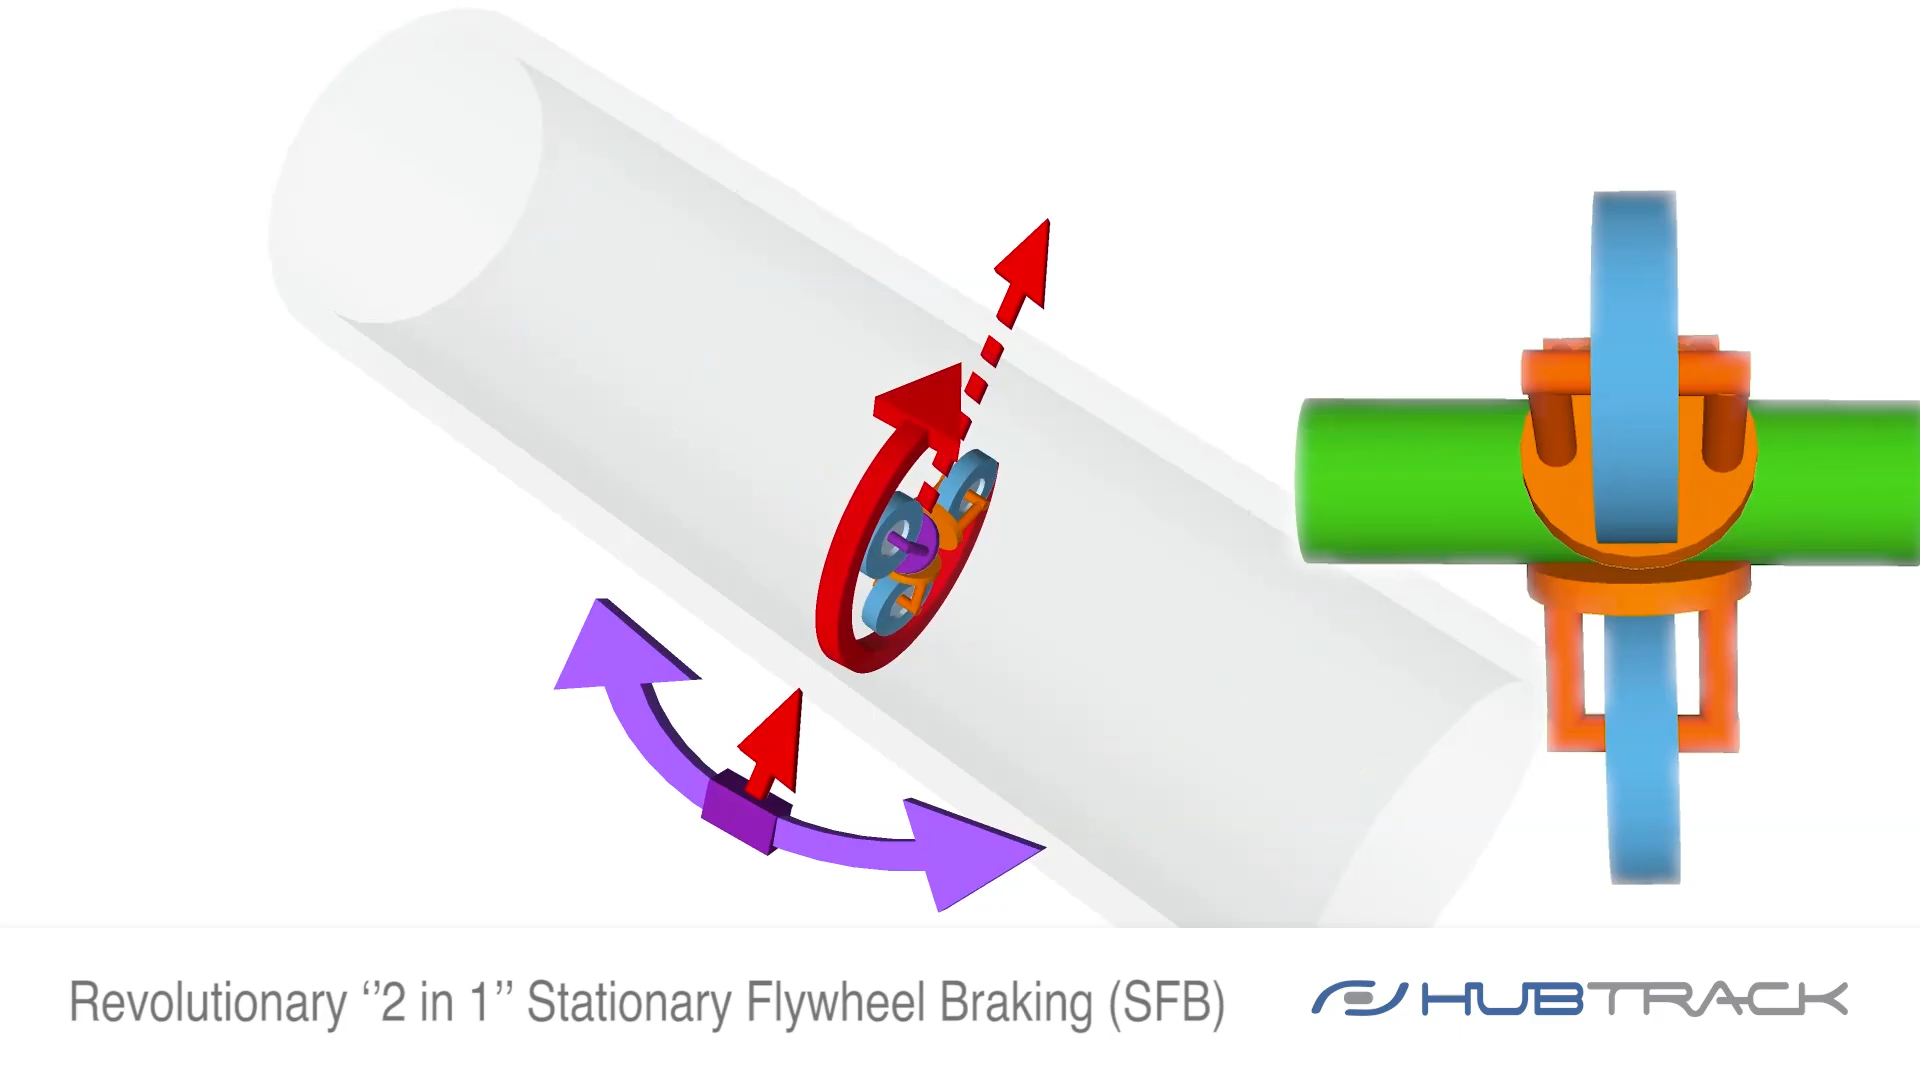 Revolutionary ‘’2 in 1’’ Stationary Flywheel Braking (SFB)
HUBTRACK